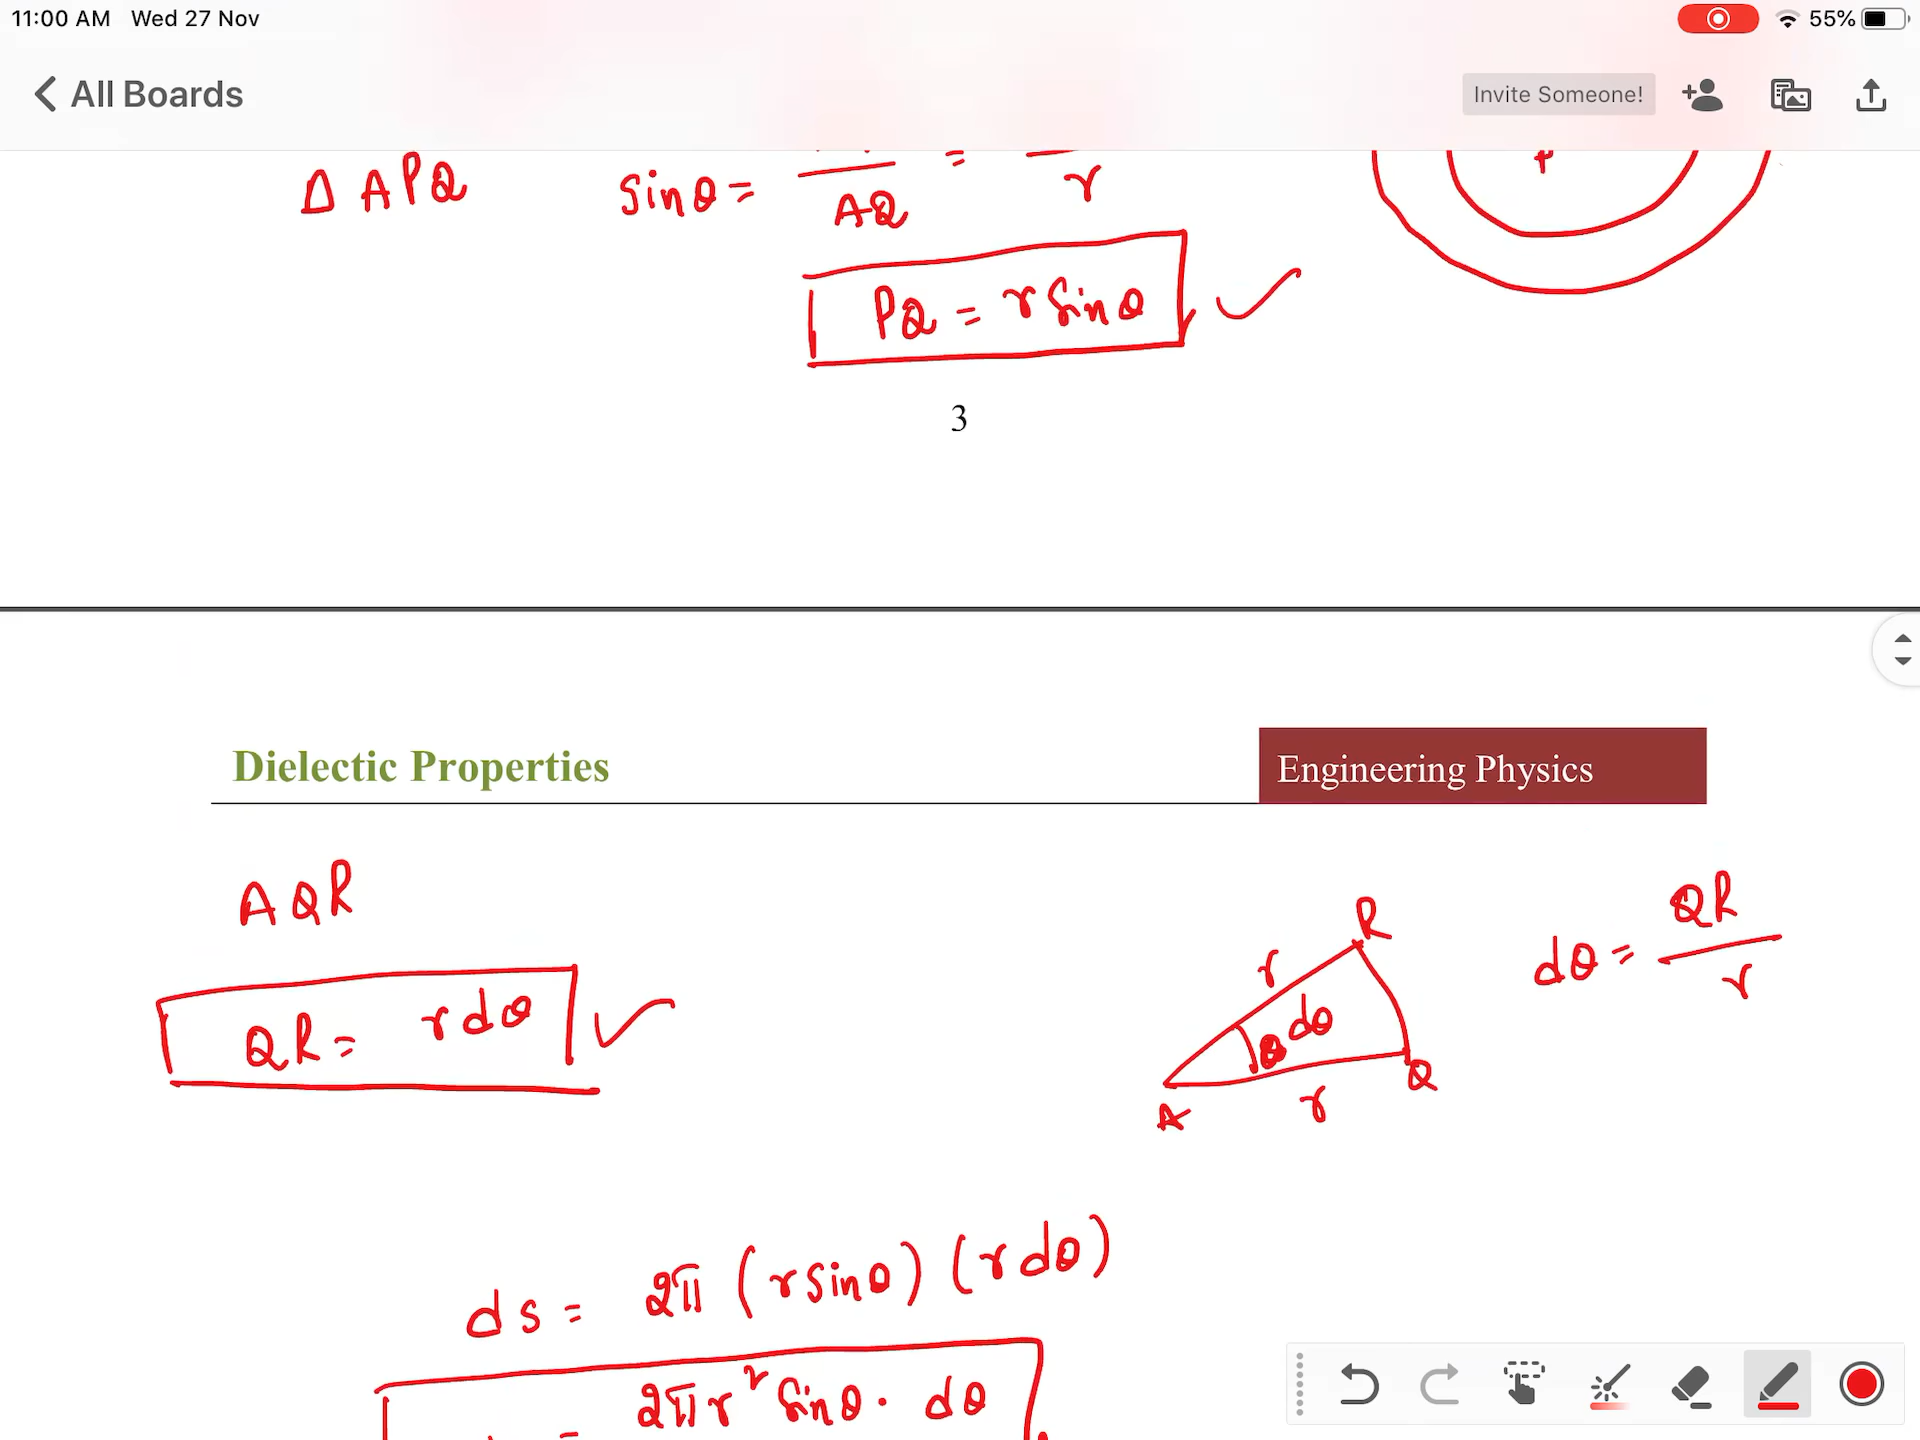 11:00 AM Wed 27 Nov
55%
All Boards
Invite Someone!
Δ APQ sinθ = /AQ = /r
PQ = r sinθ
3
Dielectic Properties
Engineering Physics
AQR
QR = r dθ
R
r
dθ
A
r
Q
dθ = QR/r
ds = 2π (r sinθ) (r dθ)
= 2πr² sinθ · dθ